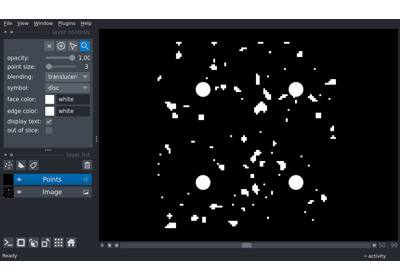 File View Window Plugins Help
layer controls
opacity: 1.00
point size: 3
blending: translucen
symbol: disc
face color: white
edge color: white
display text:
out of slice:
layer list
Points
Image
0 50 99
Ready activity